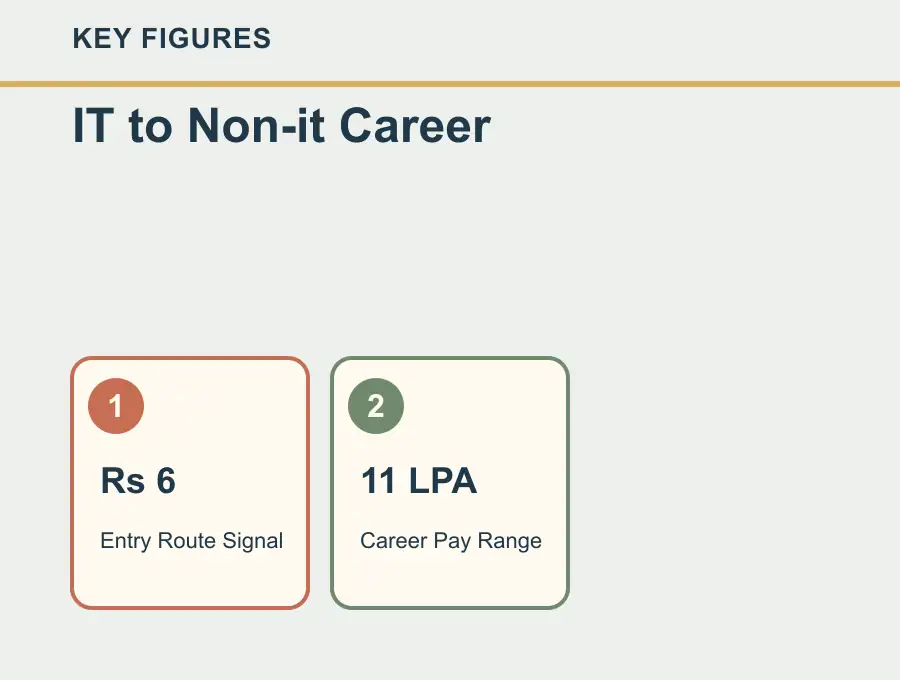 KEY FIGURES
IT to Non-it Career
1
2
Rs 6
11 LPA
Entry Route Signal
Career Pay Range